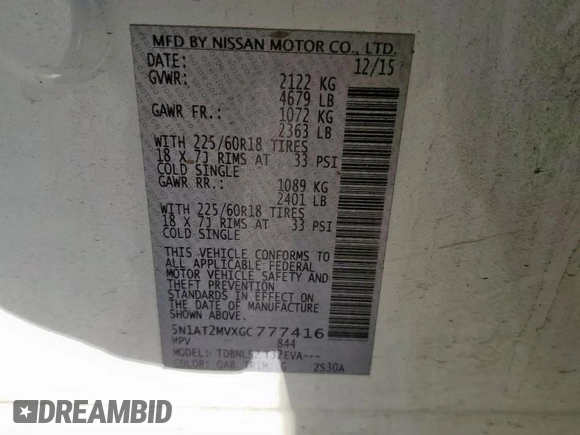 MFD BY NISSAN MOTOR CO., LTD.
DATE: 12/15
GVWR: 2122 KG
4679 LB
GAWR FR.: 1072 KG
2363 LB
WITH 225/60R18 TIRES
18 X 7J RIMS AT 33 PSI
COLD SINGLE
GAWR RR.: 1089 KG
2401 LB
WITH 225/60R18 TIRES
18 X 7J RIMS AT 33 PSI
COLD SINGLE
THIS VEHICLE CONFORMS TO
ALL APPLICABLE FEDERAL
MOTOR VEHICLE SAFETY AND
THEFT PREVENTION
STANDARDS IN EFFECT ON
THE DATE OF MANUFACTURE
SHOWN ABOVE.
5N1AT2MVXGC777416
MPV 844
MODEL:
COLOR: QAB G 2S30A
DREAMBID